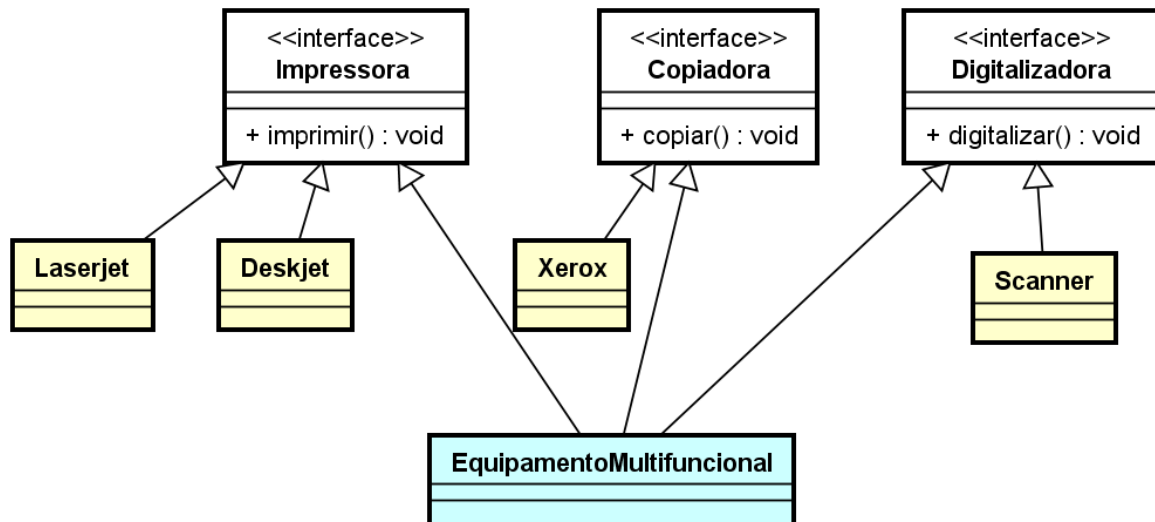 <<interface>>
Impressora
+ imprimir() : void
<<interface>>
Copiadora
+ copiar() : void
<<interface>>
Digitalizadora
+ digitalizar() : void
Laserjet
Deskjet
Xerox
Scanner
EquipamentoMultifuncional